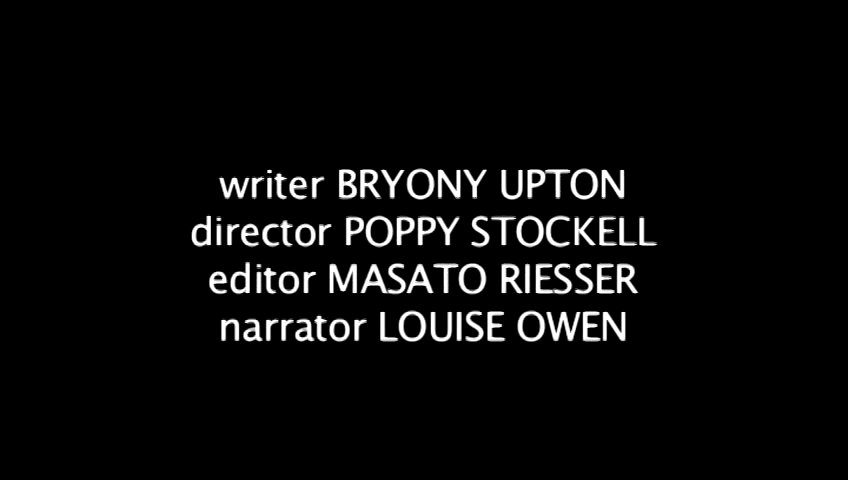 writer BRYONY UPTON
director POPPY STOCKELL
editor MASATO RIESSER
narrator LOUISE OWEN